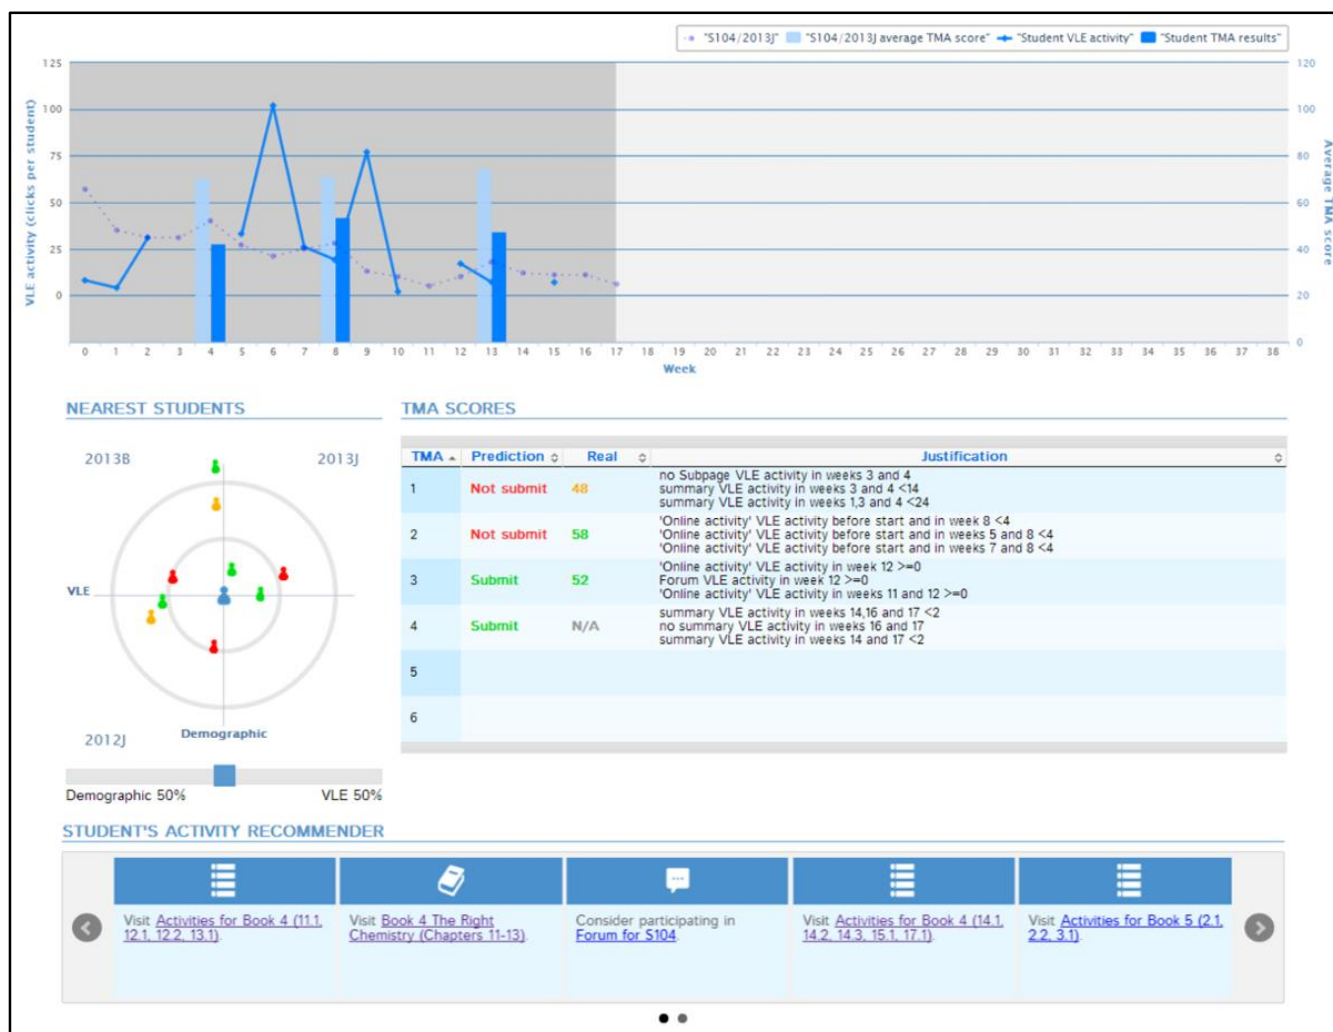 "S104/2013J" "S104/2013J average TMA score" "Student VLE activity" "Student TMA results"
VLE activity (clicks per student)
125
100
75
50
25
0
120
100
80
60
40
20
0
Average TMA score
0 1 2 3 4 5 6 7 8 9 10 11 12 13 14 15 16 17 18 19 20 21 22 23 24 25 26 27 28 29 30 31 32 33 34 35 36 37 38
Week
NEAREST STUDENTS
2013B 2013J
VLE
2012J Demographic
Demographic 50% VLE 50%
TMA SCORES
TMA Prediction Real Justification
1 Not submit 48
no Subpage VLE activity in weeks 3 and 4
summary VLE activity in weeks 3 and 4 <14
summary VLE activity in weeks 1,3 and 4 <24
2 Not submit 58
'Online activity' VLE activity before start and in week 8 <4
'Online activity' VLE activity before start and in weeks 5 and 8 <4
'Online activity' VLE activity before start and in weeks 7 and 8 <4
3 Submit 52
'Online activity' VLE activity in week 12 >=0
Forum VLE activity in week 12 >=0
'Online activity' VLE activity in weeks 11 and 12 >=0
4 Submit N/A
summary VLE activity in weeks 14,16 and 17 <2
no summary VLE activity in weeks 16 and 17
summary VLE activity in weeks 14 and 17 <2
5
6
STUDENT'S ACTIVITY RECOMMENDER
Visit Activities for Book 4 (11.1,
12.1, 12.2, 13.1).
Visit Book 4 The Right
Chemistry (Chapters 11-13).
Consider participating in
Forum for S104.
Visit Activities for Book 4 (14.1,
14.2, 14.3, 15.1, 17.1).
Visit Activities for Book 5 (2.1,
2.2, 3.1).